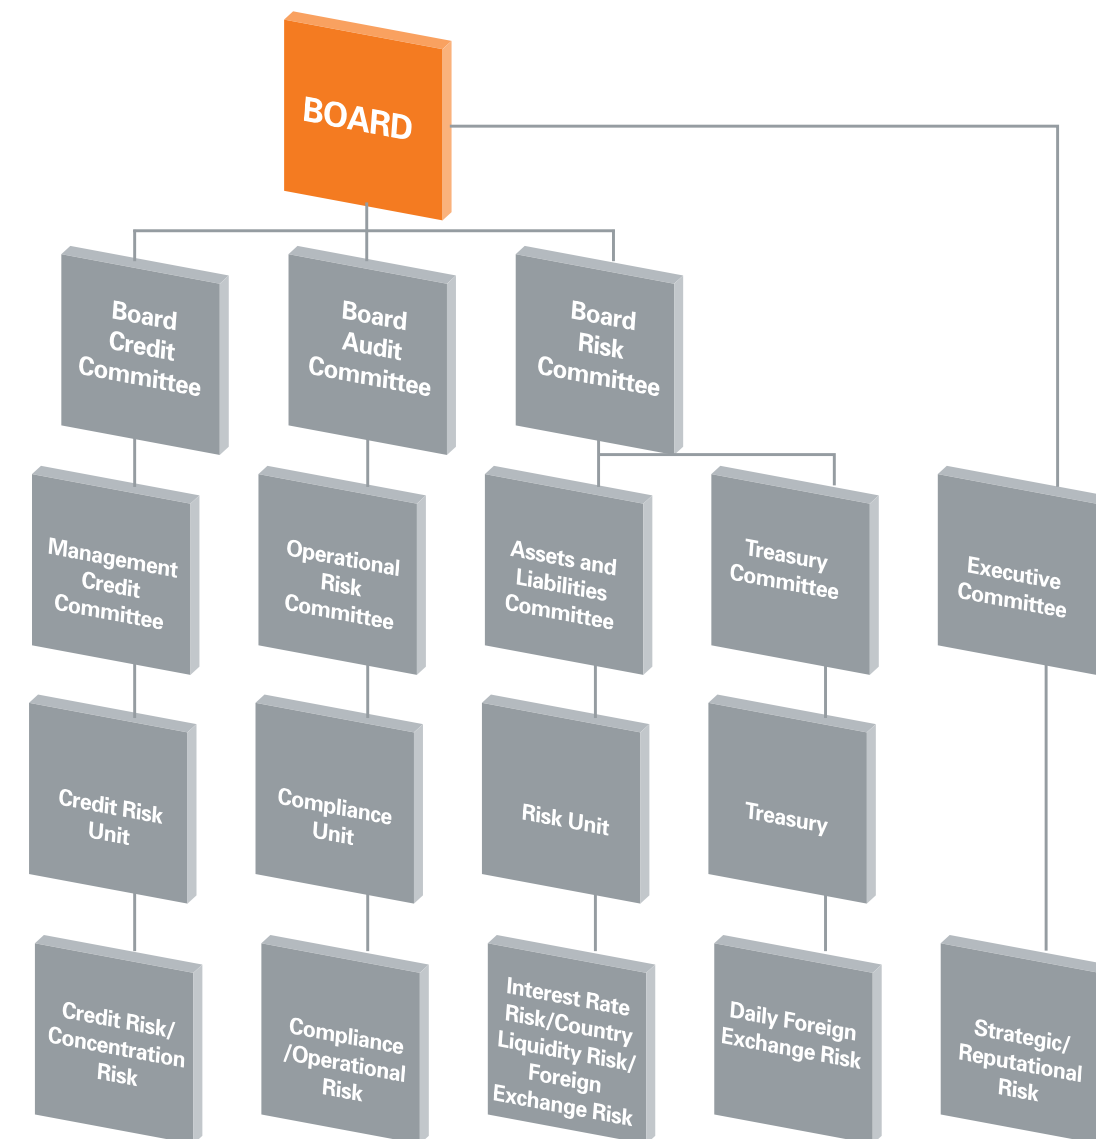 BOARD
Board
Credit
Committee
Board
Audit
Committee
Board
Risk
Committee
Management
Credit
Committee
Operational
Risk
Committee
Assets and
Liabilities
Committee
Treasury
Committee
Executive
Committee
Credit Risk
Unit
Compliance
Unit
Risk Unit
Treasury
Credit Risk/
Concentration
Risk
Compliance
/Operational
Risk
Interest Rate
Risk/Country
Liquidity Risk/
Foreign
Exchange Risk
Daily Foreign
Exchange Risk
Strategic/
Reputational
Risk